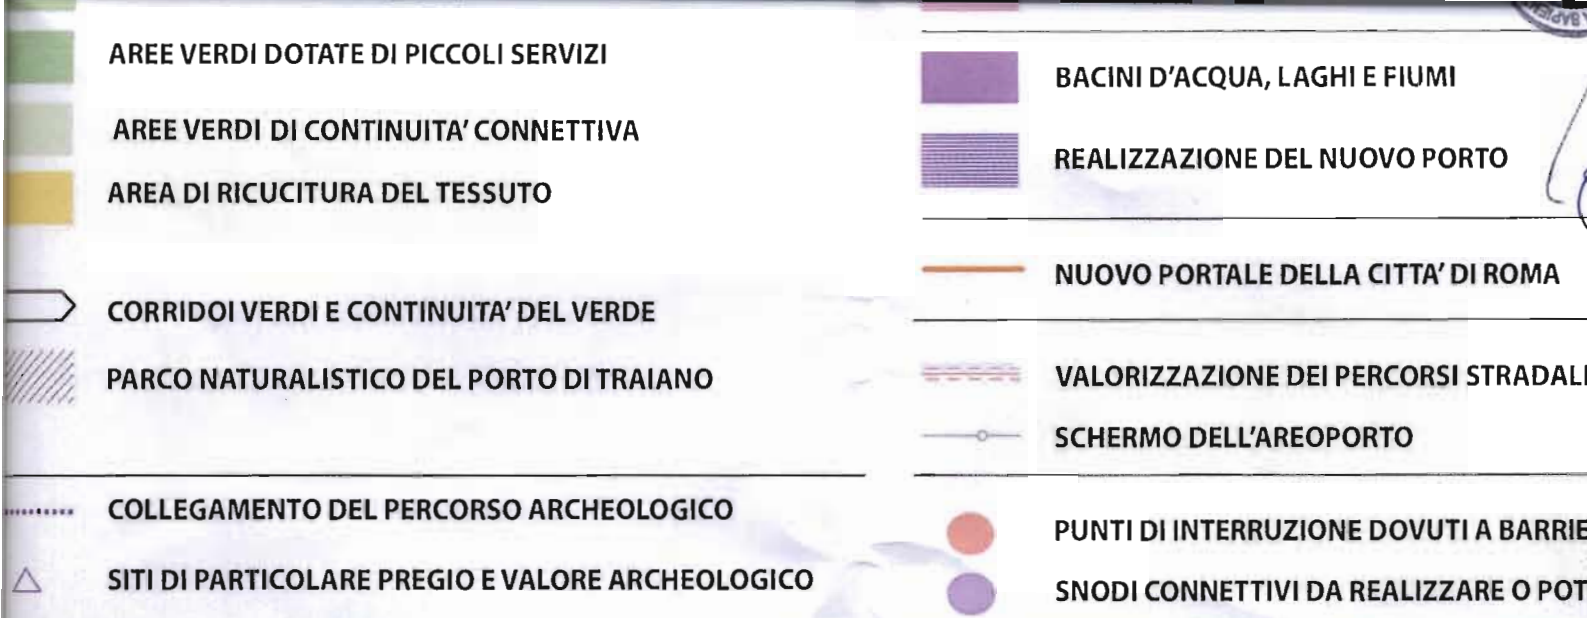 AREE VERDI DOTATE DI PICCOLI SERVIZI
AREE VERDI DI CONTINUITA' CONNETTIVA
AREA DI RICUCITURA DEL TESSUTO
CORRIDOI VERDI E CONTINUITA' DEL VERDE
PARCO NATURALISTICO DEL PORTO DI TRAIANO
COLLEGAMENTO DEL PERCORSO ARCHEOLOGICO
SITI DI PARTICOLARE PREGIO E VALORE ARCHEOLOGICO
BACINI D'ACQUA, LAGHI E FIUMI
REALIZZAZIONE DEL NUOVO PORTO
NUOVO PORTALE DELLA CITTA' DI ROMA
VALORIZZAZIONE DEI PERCORSI STRADALI
SCHERMO DELL'AREOPORTO
PUNTI DI INTERRUZIONE DOVUTI A BARRIE
SNODI CONNETTIVI DA REALIZZARE O POT